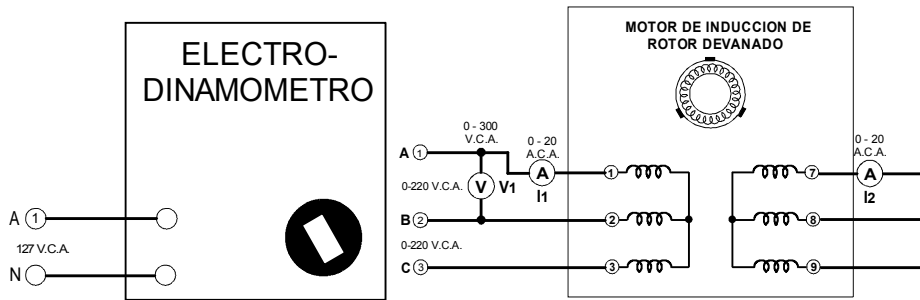 ELECTRO-
DINAMOMETRO
A 1
127 V.C.A.
N
MOTOR DE INDUCCION DE
ROTOR DEVANADO
0 - 300
V.C.A.
0 - 20
A.C.A.
0 - 20
A.C.A.
A 1
A
1
7
A
0-220 V.C.A.
V
V1
I1
I2
B 2
2
8
0-220 V.C.A.
C 3
3
9